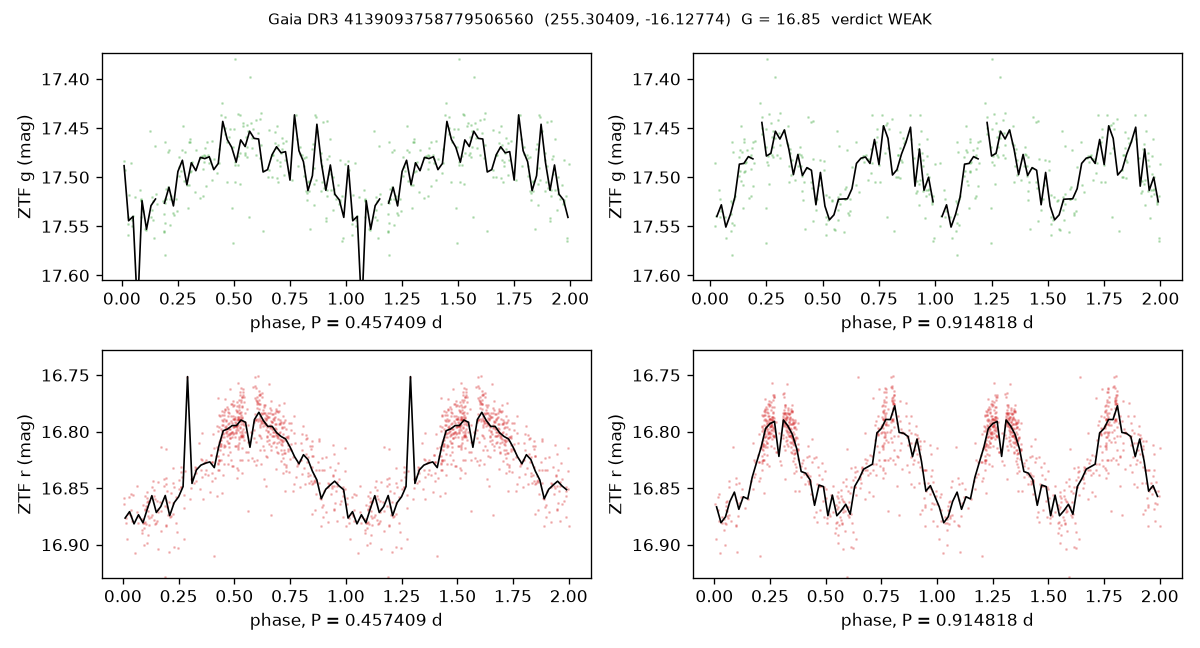 Gaia DR3 4139093758779506560 (255.30409, -16.12774) G = 16.85 verdict WEAK
ZTF g (mag)
17.40
17.45
17.50
17.55
17.60
0.00 0.25 0.50 0.75 1.00 1.25 1.50 1.75 2.00
phase, P = 0.457409 d
ZTF g (mag)
17.40
17.45
17.50
17.55
17.60
0.00 0.25 0.50 0.75 1.00 1.25 1.50 1.75 2.00
phase, P = 0.914818 d
ZTF r (mag)
16.75
16.80
16.85
16.90
0.00 0.25 0.50 0.75 1.00 1.25 1.50 1.75 2.00
phase, P = 0.457409 d
ZTF r (mag)
16.75
16.80
16.85
16.90
0.00 0.25 0.50 0.75 1.00 1.25 1.50 1.75 2.00
phase, P = 0.914818 d